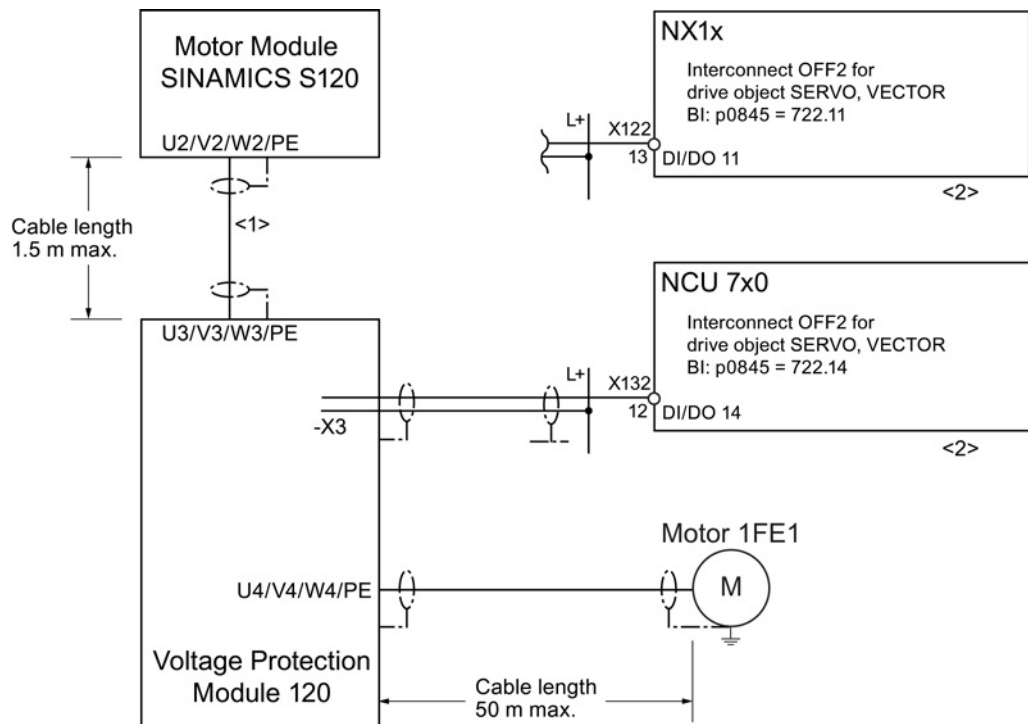 Motor Module
SINAMICS S120
U2/V2/W2/PE
Cable length
1.5 m max.
<1>
U3/V3/W3/PE
-X3
U4/V4/W4/PE
Voltage Protection
Module 120
NX1x
Interconnect OFF2 for
drive object SERVO, VECTOR
BI: p0845 = 722.11
L+
X122
13
DI/DO 11
<2>
NCU 7x0
Interconnect OFF2 for
drive object SERVO, VECTOR
BI: p0845 = 722.14
L+
X132
12
DI/DO 14
<2>
Motor 1FE1
M
Cable length
50 m max.